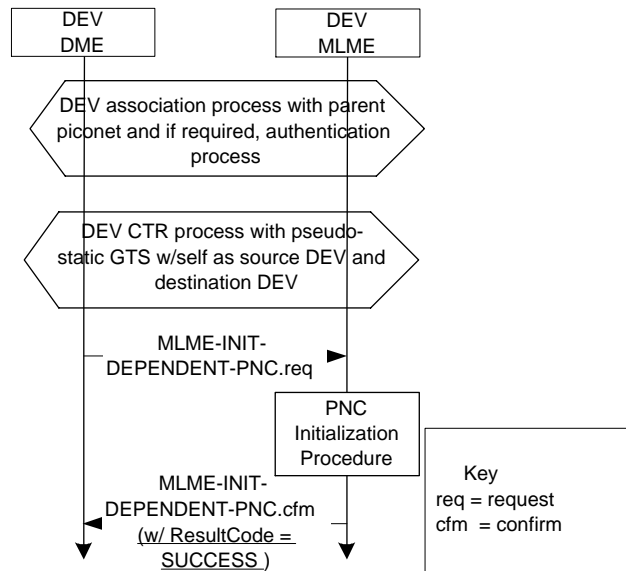 DEV
DME
DEV
MLME
DEV association process with parent
piconet and if required, authentication
process
DEV CTR process with pseudo-
static GTS w/self as source DEV and
destination DEV
MLME-INIT-
DEPENDENT-PNC.req
PNC
Initialization
Procedure
MLME-INIT-
DEPENDENT-PNC.cfm
(w/ ResultCode =
SUCCESS )
Key
req = request
cfm = confirm